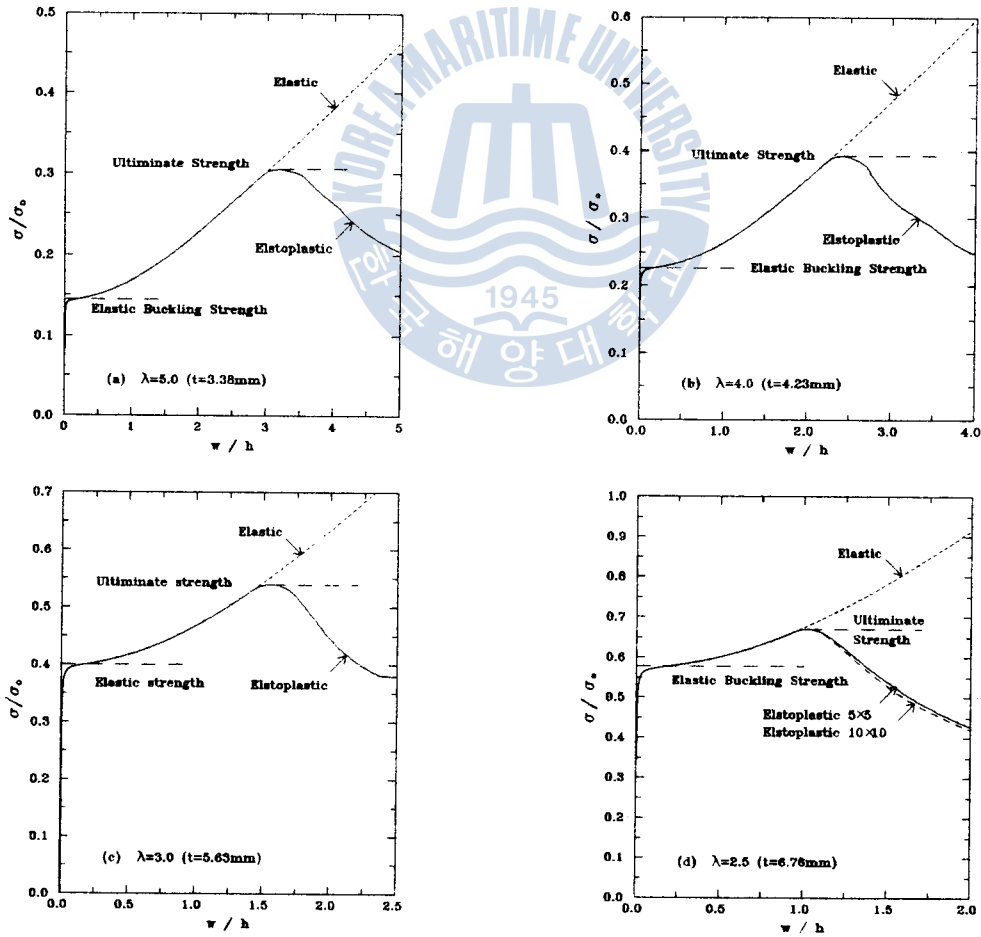 KOREA MARITIME UNIVERSITY
1945
한국해양대학교
0.5
0.4
0.3
0.2
0.1
0.0
σ/σ₀
Elastic
Ultiminate Strength
Elstoplastic
Elastic Buckling Strength
(a) λ=5.0 (t=3.38mm)
0 1 2 3 4 5
w / h
0.6
0.5
0.4
0.3
0.2
0.1
0.0
σ/σ₀
Elastic
Ultimate Strength
Elstoplastic
Elastic Buckling Strength
(b) λ=4.0 (t=4.23mm)
0.0 1.0 2.0 3.0 4.0
w / h
0.7
0.6
0.5
0.4
0.3
0.2
0.1
0.0
σ/σ₀
Elastic
Ultiminate strength
Elastic strength
Elstoplastic
(c) λ=3.0 (t=5.63mm)
0.0 0.5 1.0 1.5 2.0 2.5
w / h
1.0
0.9
0.8
0.7
0.6
0.5
0.4
0.3
0.2
0.1
0.0
σ/σ₀
Elastic
Ultiminate
Strength
Elastic Buckling Strength
Elstoplastic 5×5
Elstoplastic 10×10
(d) λ=2.5 (t=6.76mm)
0.0 0.5 1.0 1.5 2.0
w / h